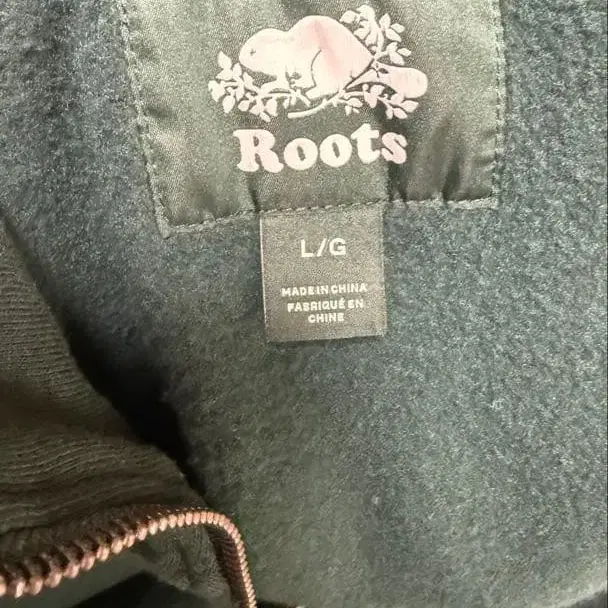 Roots
L/G
MADE IN CHINA
FABRIQUÉ EN
CHINE